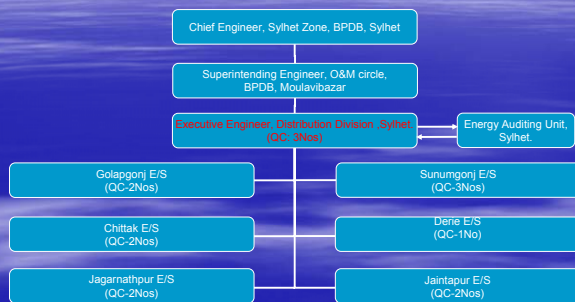 Chief Engineer, Sylhet Zone, BPDB, Sylhet
Superintending Engineer, O&M circle,
BPDB, Moulavibazar
Executive Engineer, Distribution Division ,Sylhet
(QC: 3Nos)
Energy Auditing Unit,
Sylhet.
Golapgonj E/S
(QC-2Nos)
Sunumgonj E/S
(QC-3Nos)
Chittak E/S
(QC-2Nos)
Derie E/S
(QC-1No)
Jagarnathpur E/S
(QC-2Nos)
Jaintapur E/S
(QC-2Nos)